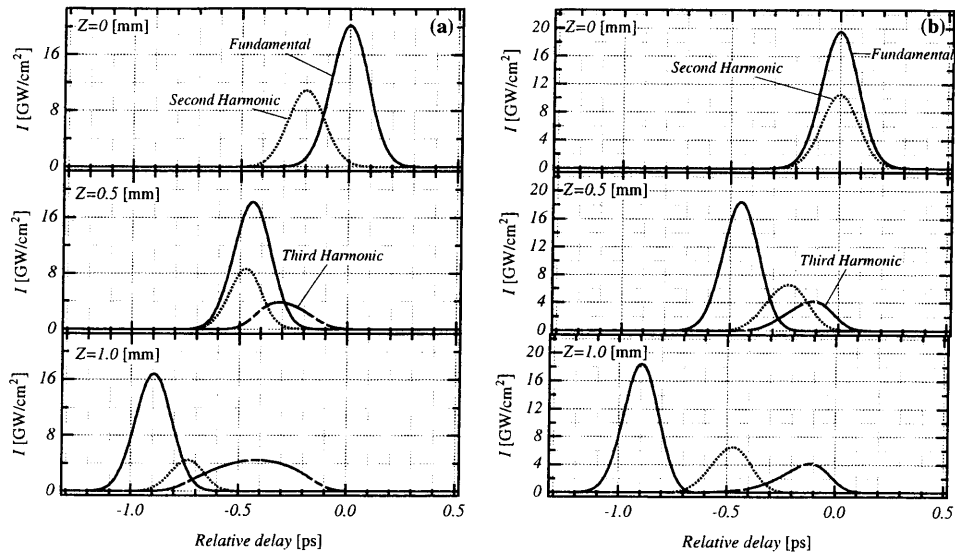 Z=0 [mm]
(a)
Fundamental
Second Harmonic
I [GW/cm²]
16
8
0
Z=0.5 [mm]
Third Harmonic
I [GW/cm²]
16
8
0
Z=1.0 [mm]
I [GW/cm²]
16
8
0
-1.0 -0.5 0.0 0.5
Relative delay [ps]
Z=0 [mm]
(b)
Second Harmonic
Fundamental
I [GW/cm²]
20
16
12
8
4
0
Z=0.5 [mm]
Third Harmonic
I [GW/cm²]
20
16
12
8
4
0
Z=1.0 [mm]
I [GW/cm²]
20
16
12
8
4
0
-1.0 -0.5 0.0 0.5
Relative delay [ps]